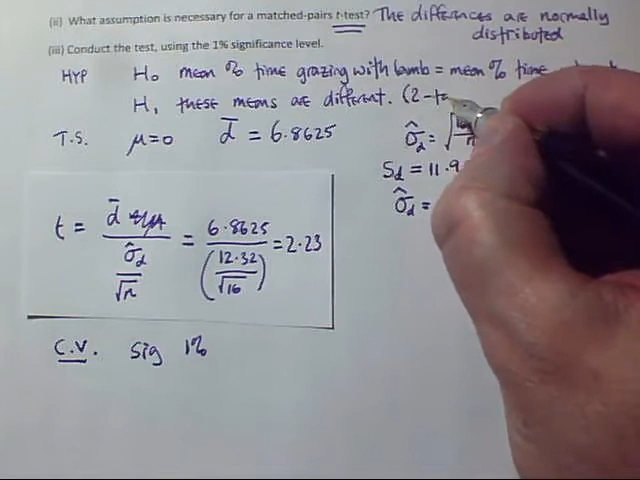 (ii) What assumption is necessary for a matched-pairs t-test? The differences are normally
distributed
(iii) Conduct the test, using the 1% significance level.
HYP H₀ mean % time grazing with lamb = mean % time
H₁ these means are different. (2-ta
T.S. μ=0 d̄ = 6.8625
σ̂d = √
Sd = 11.9
σ̂d =
t = d̄ / (σ̂d / √n) = 6.8625 / (12.32 / √16) = 2.23
C.V. sig 1%